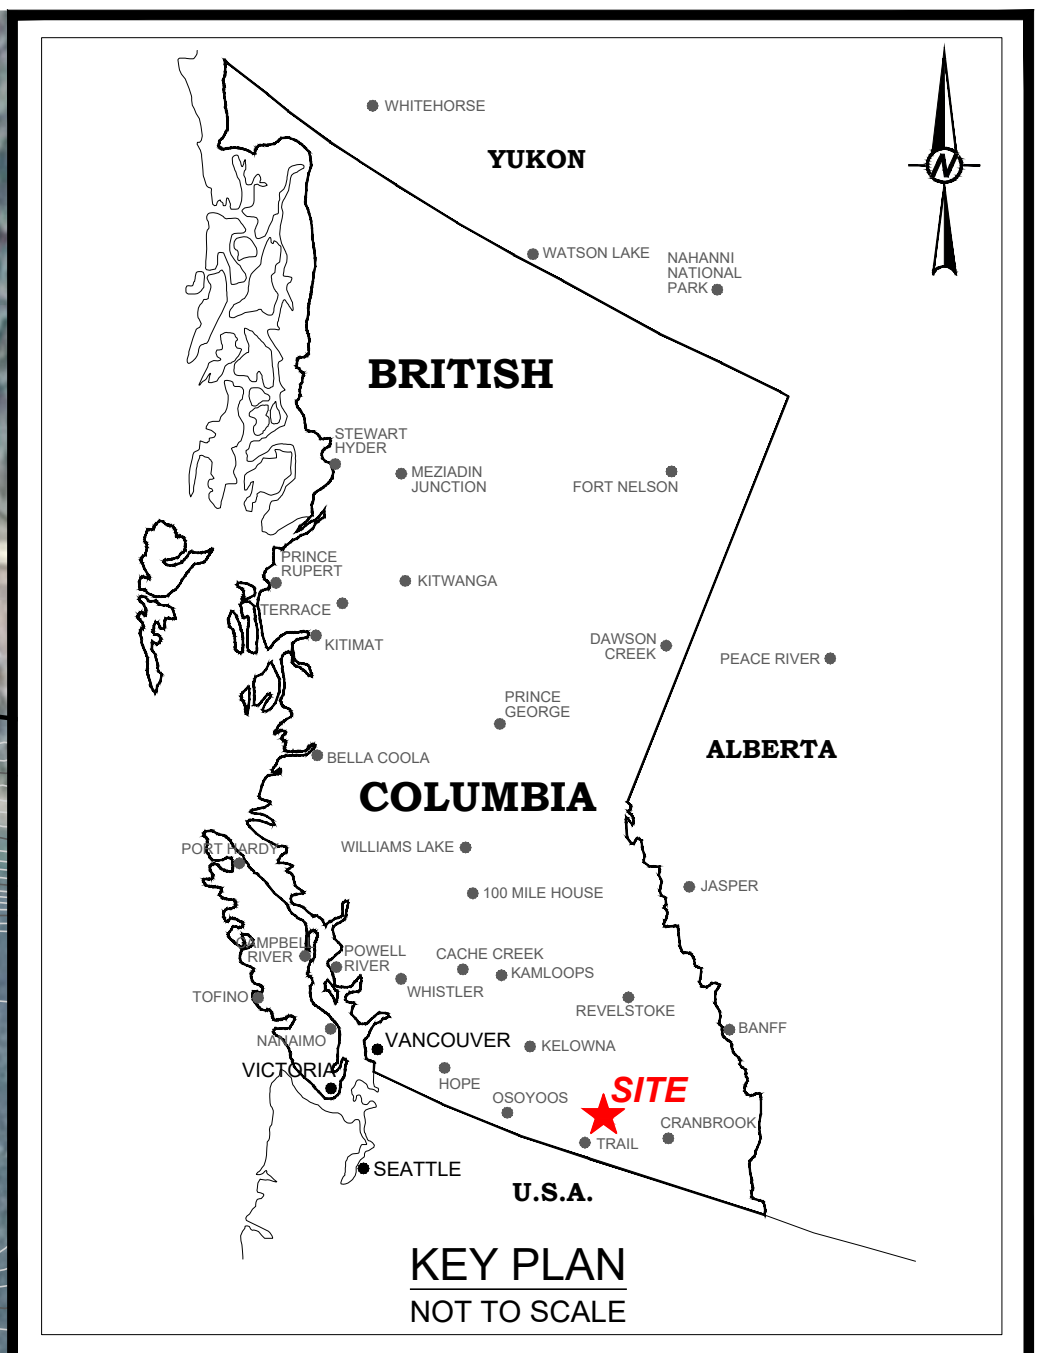 WHITEHORSE
YUKON
N
WATSON LAKE
NAHANNI
NATIONAL
PARK
BRITISH
STEWART
HYDER
MEZIADIN
JUNCTION
FORT NELSON
PRINCE
RUPERT
KITWANGA
TERRACE
KITIMAT
DAWSON
CREEK
PEACE RIVER
PRINCE
GEORGE
ALBERTA
BELLA COOLA
COLUMBIA
PORT HARDY
WILLIAMS LAKE
JASPER
100 MILE HOUSE
CAMPBELL
RIVER
POWELL
RIVER
CACHE CREEK
KAMLOOPS
WHISTLER
TOFINO
REVELSTOKE
BANFF
NANAIMO
VANCOUVER
KELOWNA
VICTORIA
HOPE
OSOYOOS
SITE
CRANBROOK
TRAIL
SEATTLE
U.S.A.
KEY PLAN
NOT TO SCALE